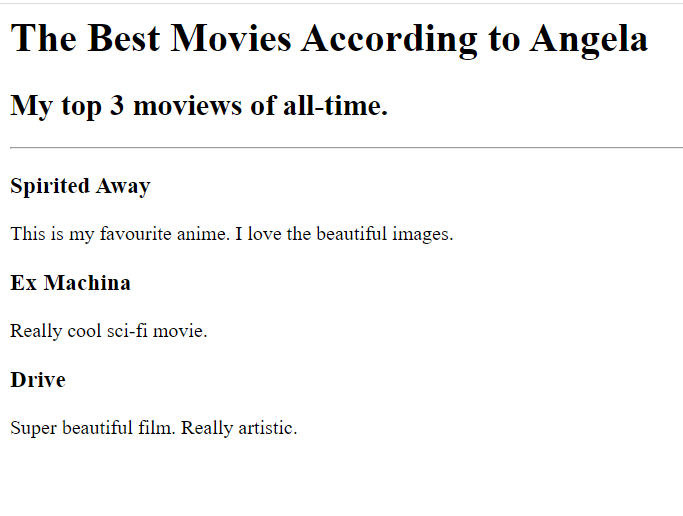 The Best Movies According to Angela
My top 3 moviews of all-time.
Spirited Away
This is my favourite anime. I love the beautiful images.
Ex Machina
Really cool sci-fi movie.
Drive
Super beautiful film. Really artistic.